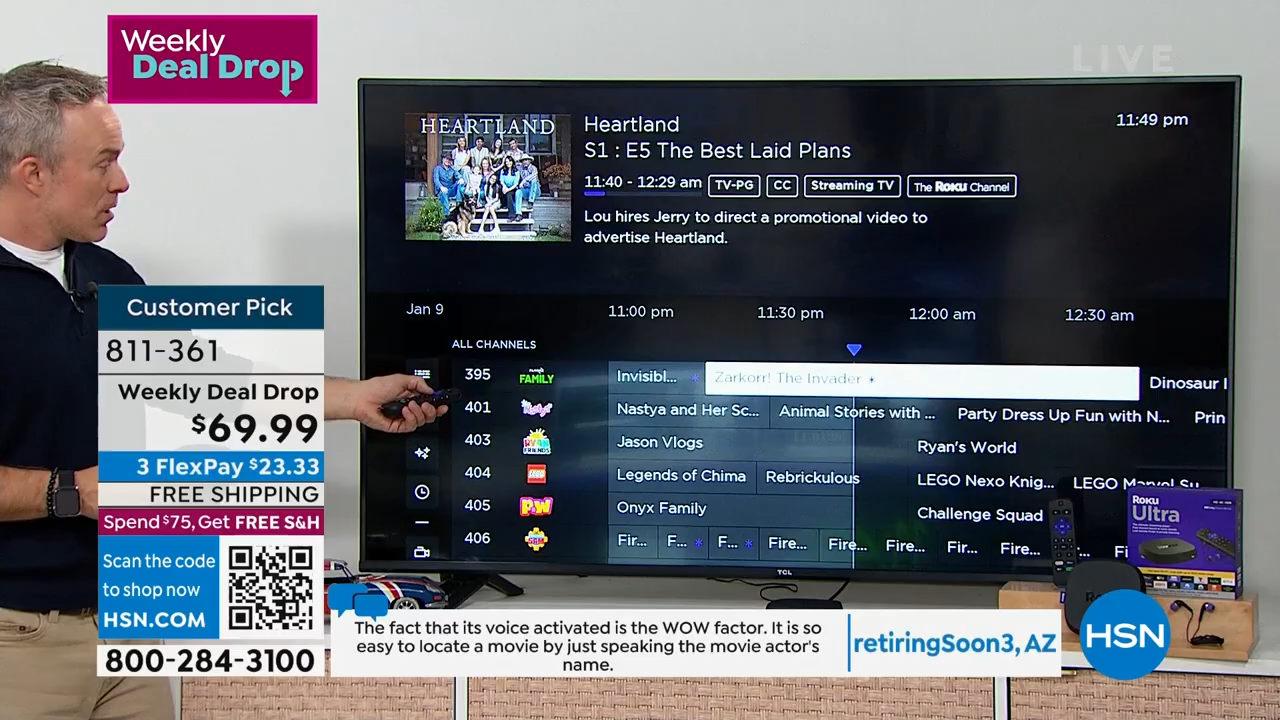 Weekly
Deal Drop
LIVE
HEARTLAND
Heartland
S1 : E5 The Best Laid Plans
11:40 - 12:29 am
TV-PG
CC
Streaming TV
The Roku Channel
Lou hires Jerry to direct a promotional video to
advertise Heartland.
11:49 pm
Jan 9
11:00 pm
11:30 pm
12:00 am
12:30 am
ALL CHANNELS
395
FAMILY
Invisibl...
Zarkorr! The Invader
Dinosaur I
401
Nastya and Her Sc...
Animal Stories with ...
Party Dress Up Fun with N...
Prin
403
RYAN
FRIENDS
Jason Vlogs
Ryan's World
404
LEGO
Legends of Chima
Rebrickulous
LEGO Nexo Knig...
LEGO Marvel Su
405
Onyx Family
Challenge Squad
406
SAM
Fir...
F...
F...
Fire...
Fire...
Fire...
Fir...
Fire...
Fi
TCL
Customer Pick
811-361
Weekly Deal Drop
$69.99
3 FlexPay $23.33
FREE SHIPPING
Spend $75, Get FREE S&H
Scan the code
to shop now
HSN.COM
800-284-3100
The fact that its voice activated is the WOW factor. It is so
easy to locate a movie by just speaking the movie actor's
name.
retiringSoon3, AZ
Roku
Ultra
HSN